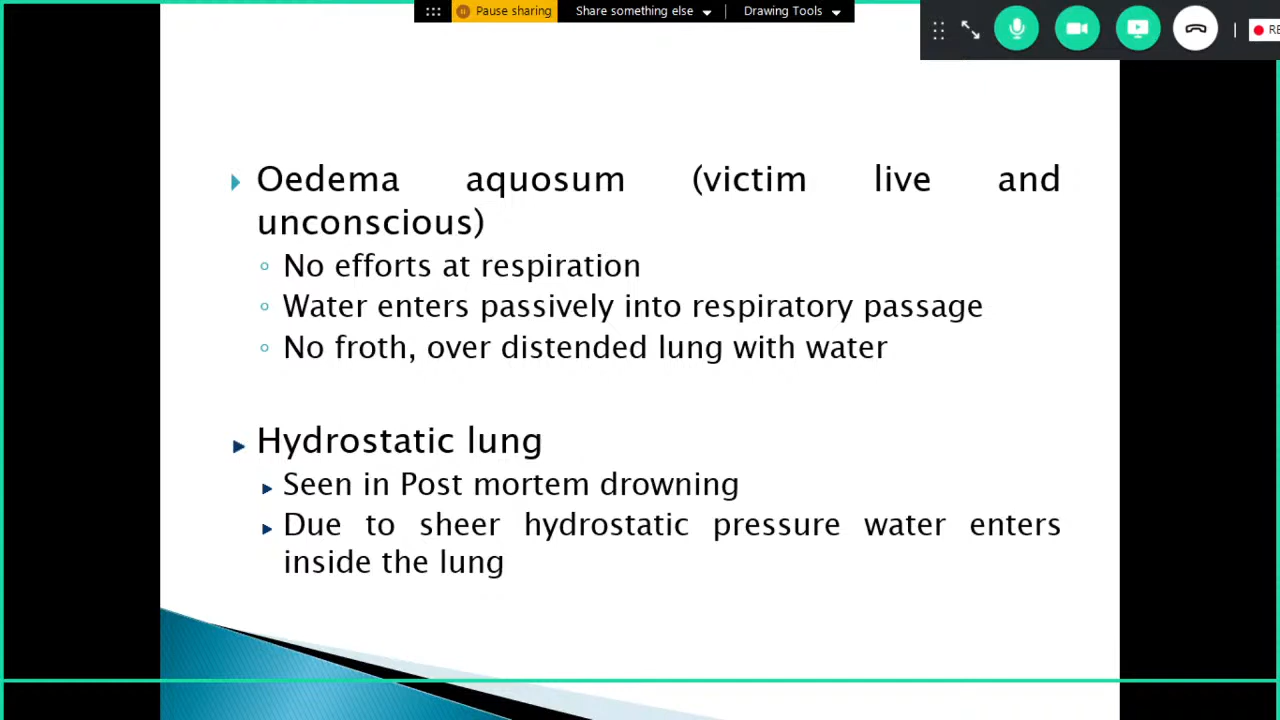 Pause sharing Share something else Drawing Tools
RE
Oedema aquosum (victim live and
unconscious)
No efforts at respiration
Water enters passively into respiratory passage
No froth, over distended lung with water
Hydrostatic lung
Seen in Post mortem drowning
Due to sheer hydrostatic pressure water enters
inside the lung